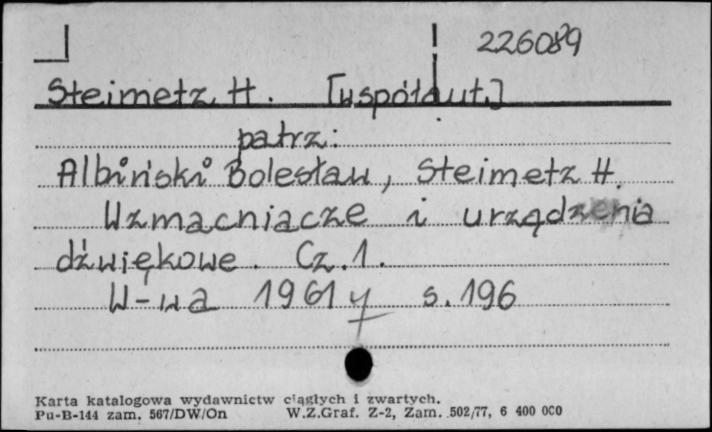 226089
Steimetz H. [współaut.]
patrz:
Albiński Bolesław, Steimetz H.
Wzmacniacze i urządzenia
dźwiękowe. Cz. 1.
W-wa 1961 s. 196
Karta katalogowa wydawnictw ciągłych i zwartych.
Pu-B-144 zam. 567/DW/On W.Z.Graf. Z-2, Zam. 502/77, 6 400 000